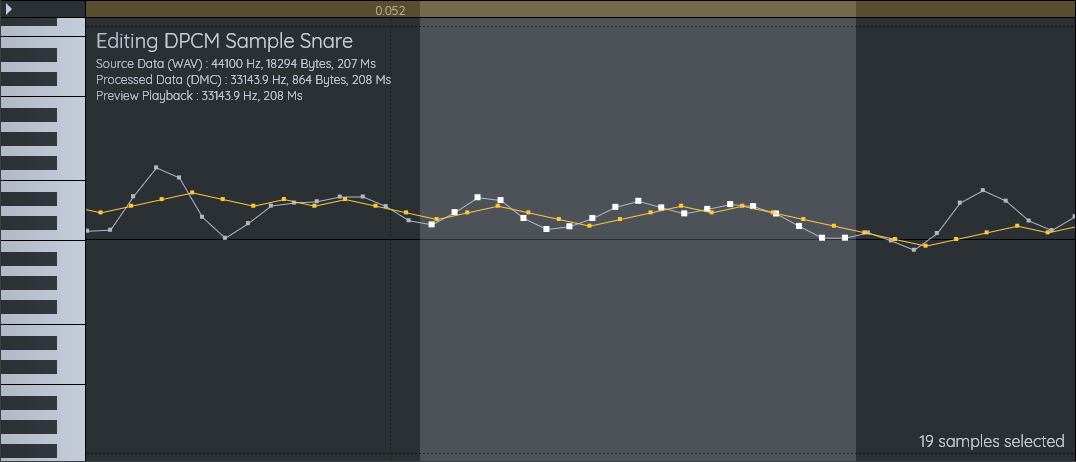 0.052
Editing DPCM Sample Snare
Source Data (WAV) : 44100 Hz, 18294 Bytes, 207 Ms
Processed Data (DMC) : 33143.9 Hz, 864 Bytes, 208 Ms
Preview Playback : 33143.9 Hz, 208 Ms
19 samples selected